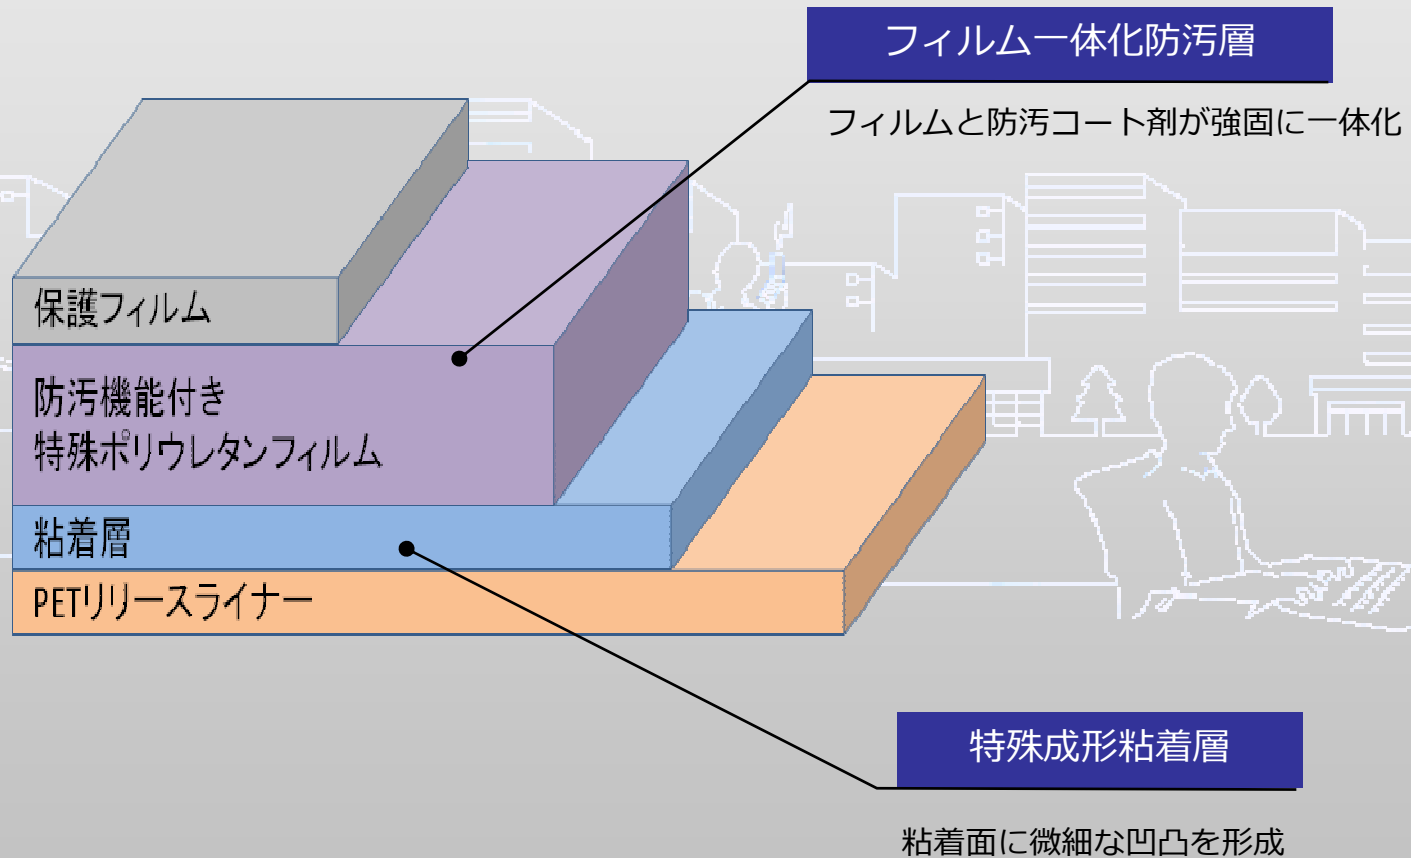 フィルム一体化防汚層
フィルムと防汚コート剤が強固に一体化
保護フィルム
防汚機能付き
特殊ポリウレタンフィルム
粘着層
PETリリースライナー
特殊成形粘着層
粘着面に微細な凹凸を形成